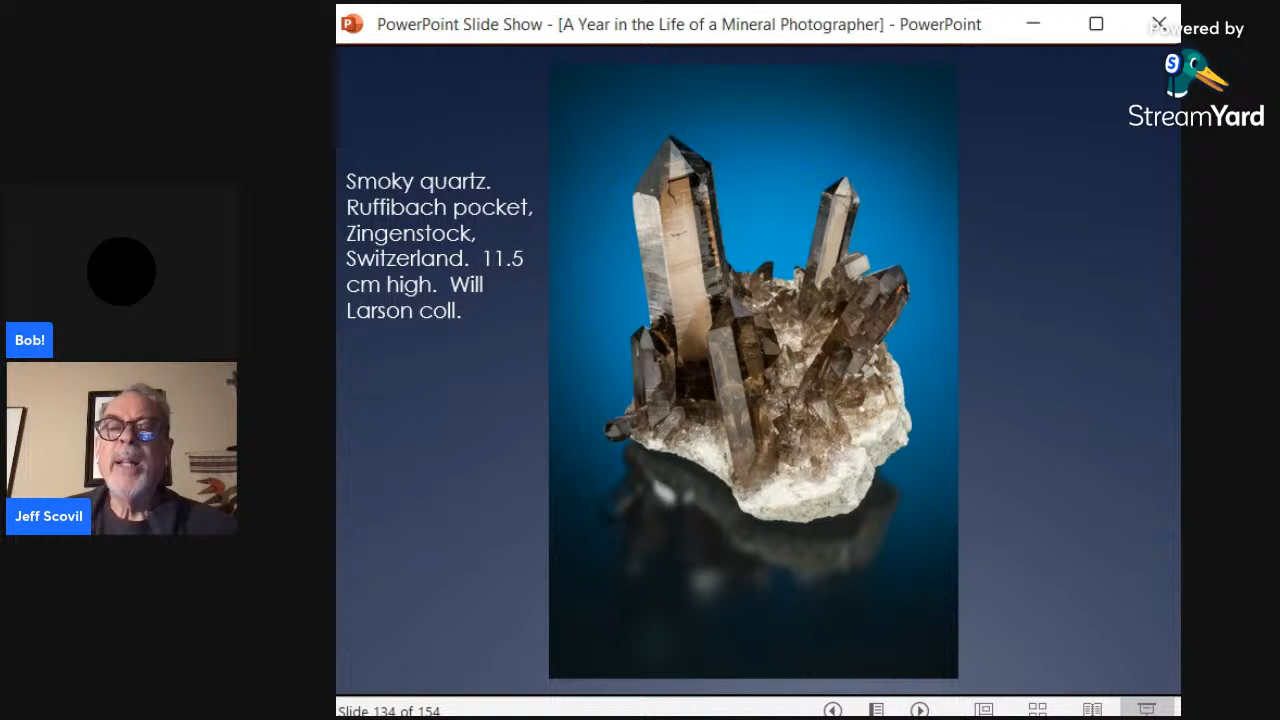 PowerPoint Slide Show - [A Year in the Life of a Mineral Photographer] - PowerPoint
Powered by
S
StreamYard
Smoky quartz.
Ruffibach pocket,
Zingenstock,
Switzerland. 11.5
cm high. Will
Larson coll.
Bob!
Jeff Scovil
Slide 134 of 154